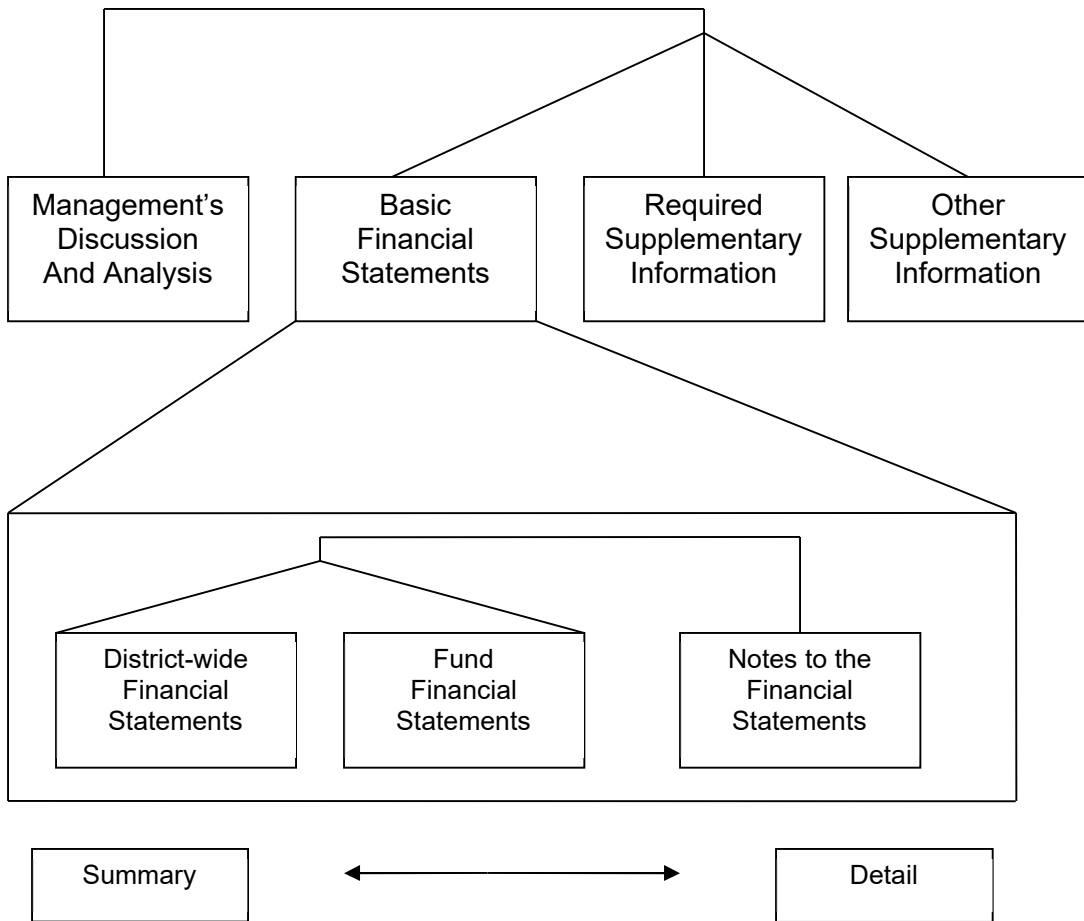 Management’s
Discussion
And Analysis
Basic
Financial
Statements
Required
Supplementary
Information
Other
Supplementary
Information
District-wide
Financial
Statements
Fund
Financial
Statements
Notes to the
Financial
Statements
Summary
Detail